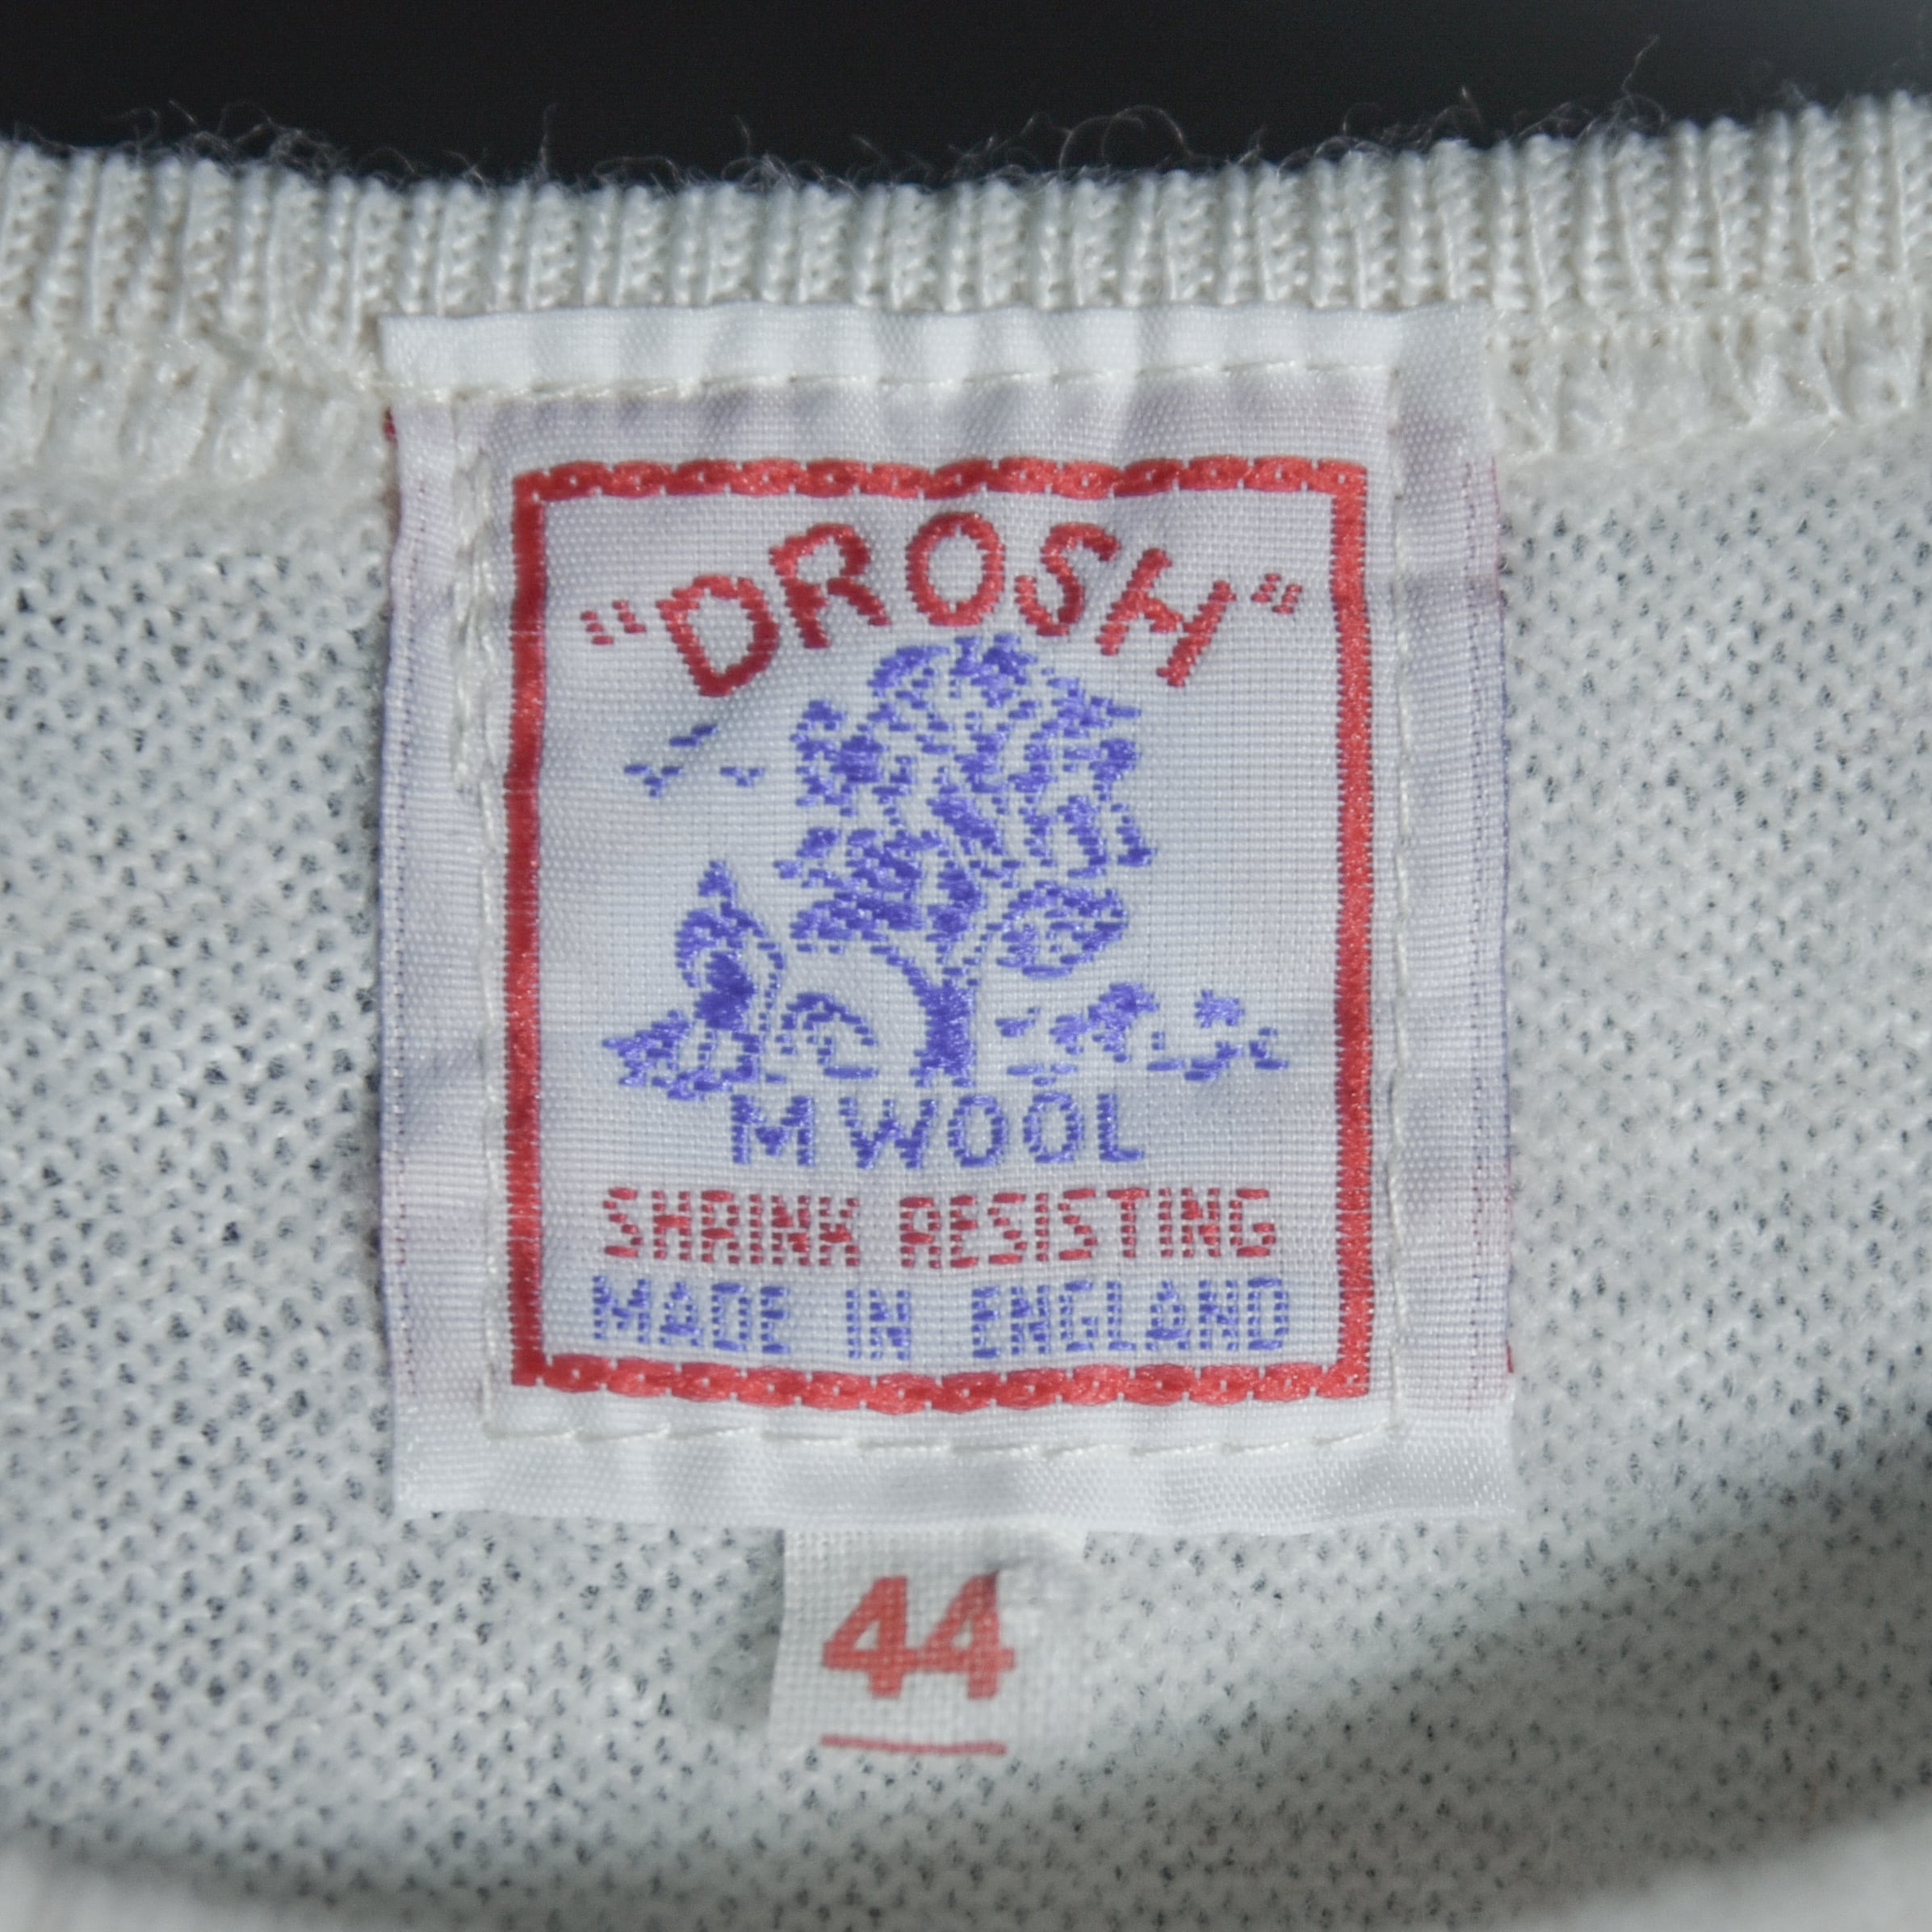 "DROSH"
M WOOL
SHRINK RESISTING
MADE IN ENGLAND
44